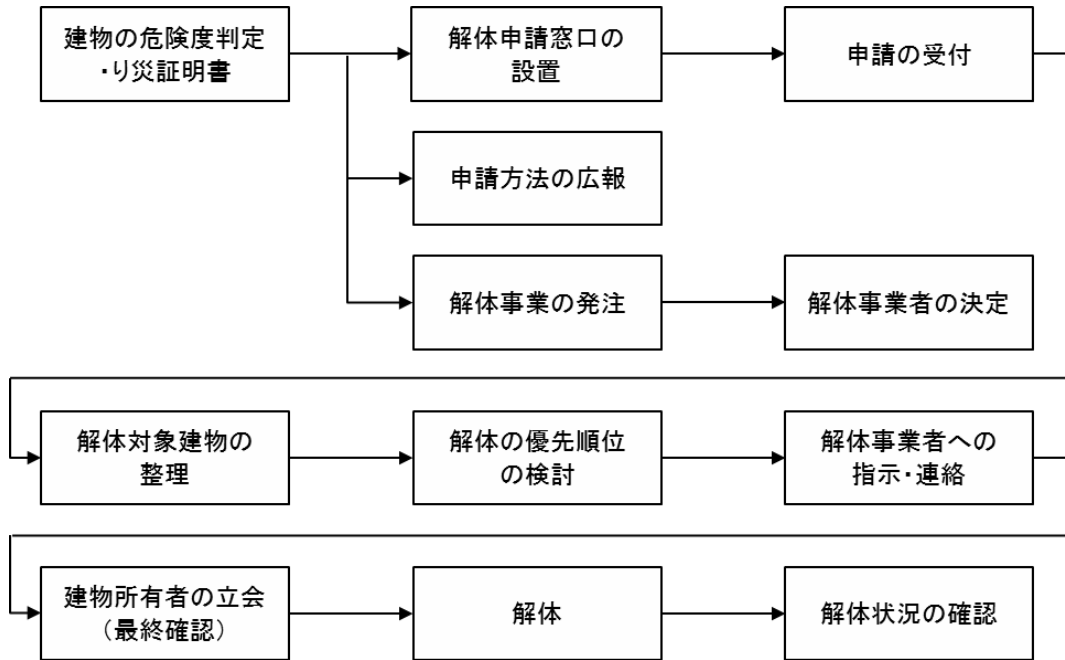 建物の危険度判定
・り災証明書
解体申請窓口の
設置
申請の受付
申請方法の広報
解体事業の発注
解体事業者の決定
解体対象建物の
整理
解体の優先順位
の検討
解体事業者への
指示・連絡
建物所有者の立会
（最終確認）
解体
解体状況の確認